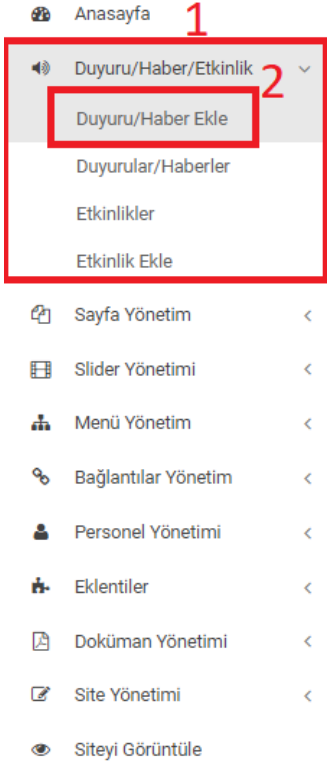 Anasayfa
1
Duyuru/Haber/Etkinlik
2
Duyuru/Haber Ekle
Duyurular/Haberler
Etkinlikler
Etkinlik Ekle
Sayfa Yönetim
Slider Yönetimi
Menü Yönetim
Bağlantılar Yönetim
Personel Yönetimi
Eklentiler
Doküman Yönetimi
Site Yönetimi
Siteyi Görüntüle